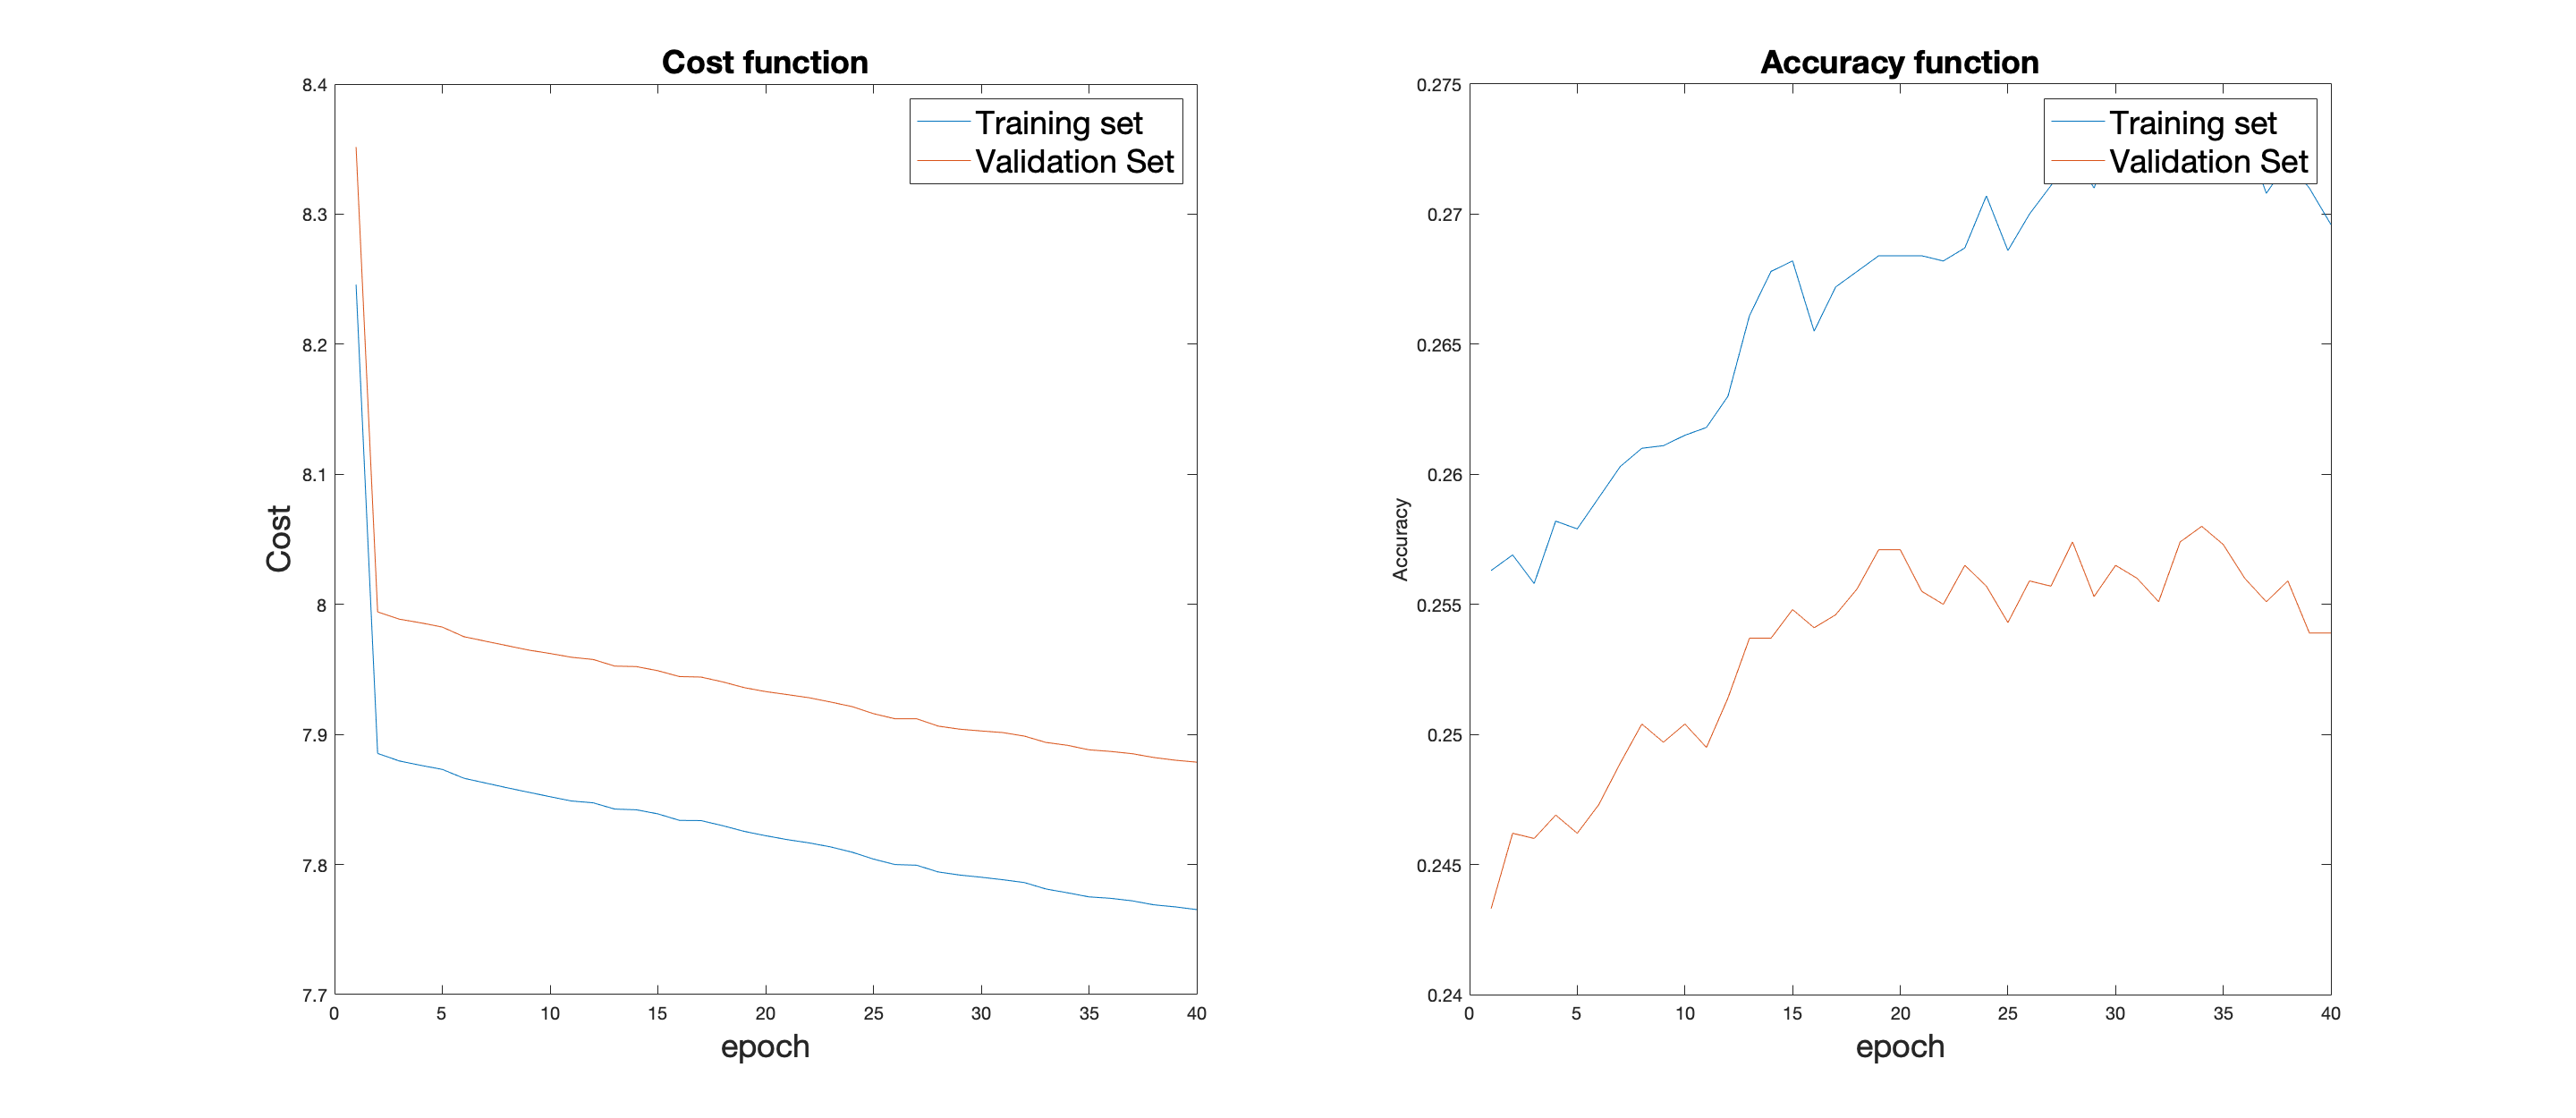 Cost function
8.4
8.3
8.2
8.1
8
7.9
7.8
7.7
Cost
0 5 10 15 20 25 30 35 40
epoch
Training set
Validation Set
Accuracy function
0.275
0.27
0.265
0.26
0.255
0.25
0.245
0.24
Accuracy
0 5 10 15 20 25 30 35 40
epoch
Training set
Validation Set